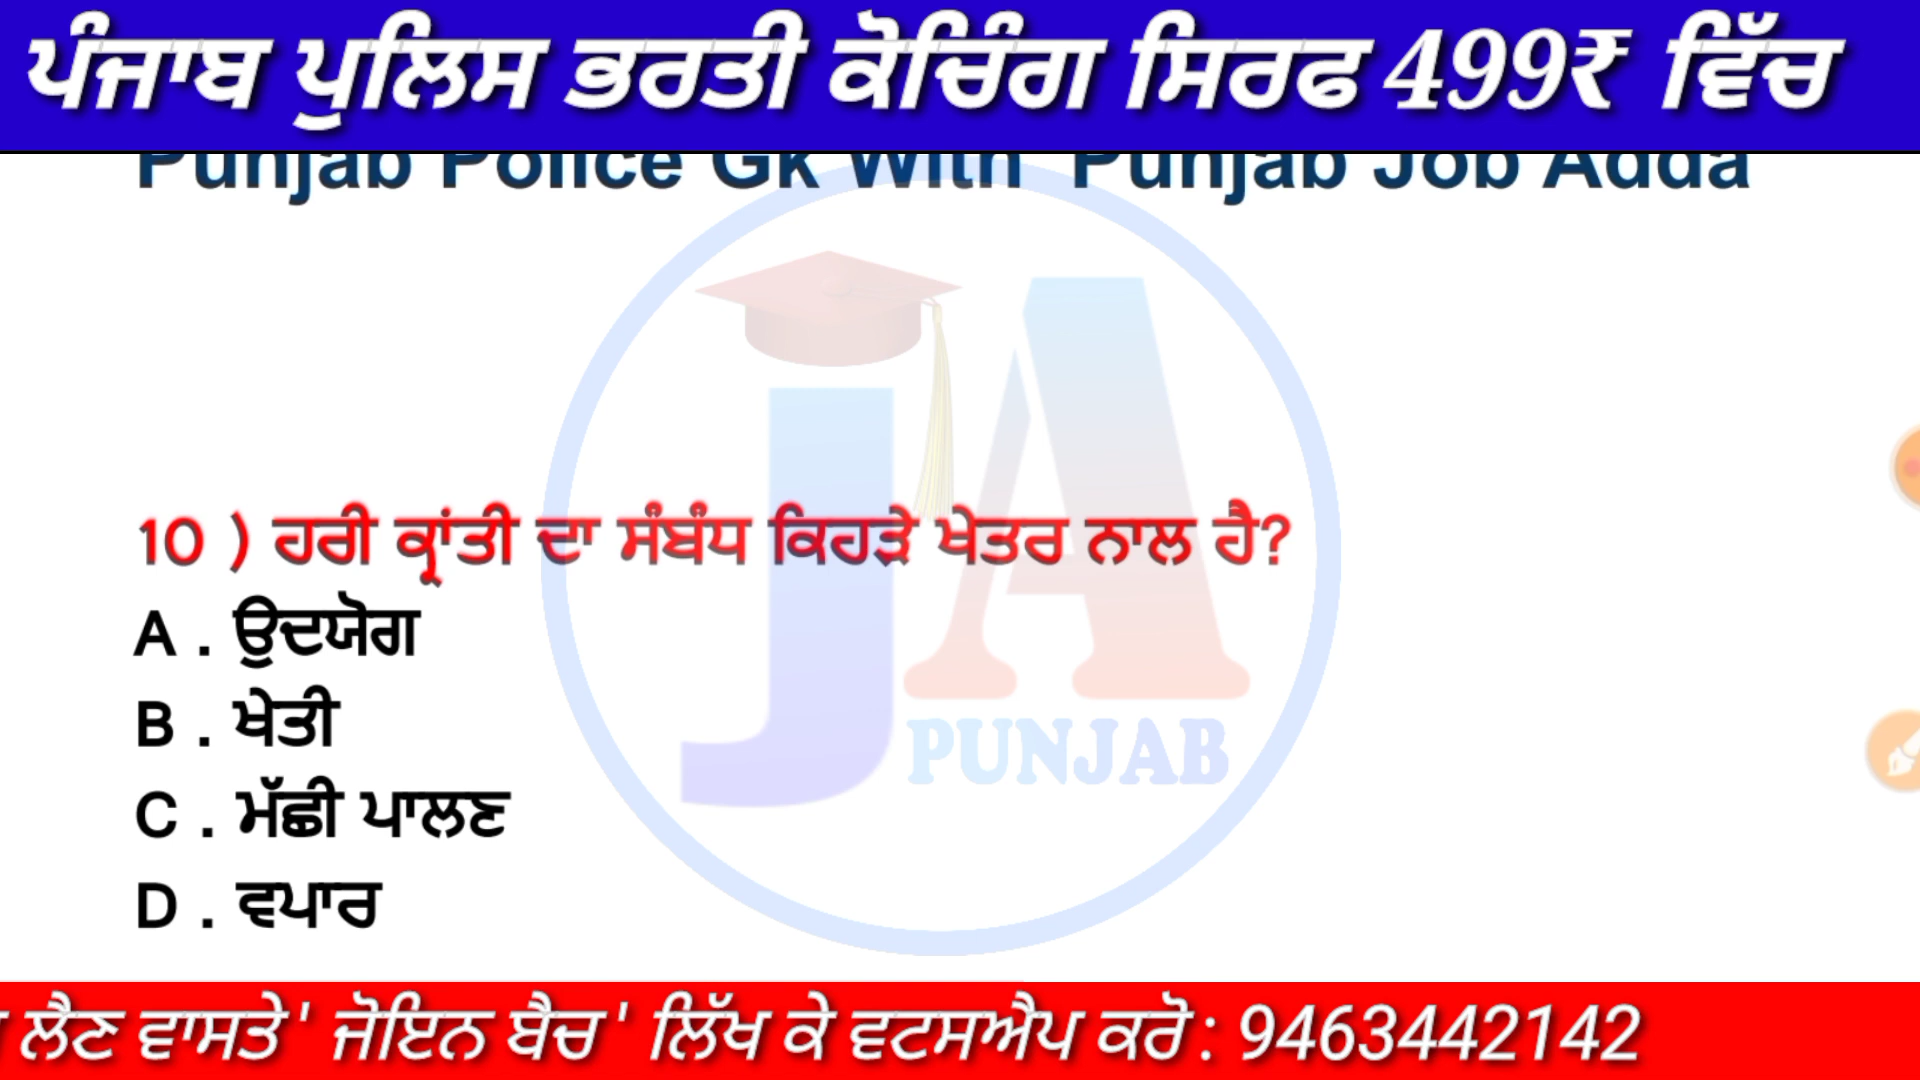 ਪੰਜਾਬ ਪੁਲਿਸ ਭਰਤੀ ਕੋਚਿੰਗ ਸਿਰਫ 499₹ ਵਿੱਚ
Punjab Police Gk With Punjab Job Adda
10 ) ਹਰੀ ਕ੍ਰਾਂਤੀ ਦਾ ਸੰਬੰਧ ਕਿਹੜੇ ਖੇਤਰ ਨਾਲ ਹੈ?
A . ਉਦਯੋਗ
B . ਖੇਤੀ
C . ਮੱਛੀ ਪਾਲਣ
D . ਵਪਾਰ
JA
PUNJAB
ਲੈਣ ਵਾਸਤੇ ' ਜੋਇਨ ਬੈਚ ' ਲਿੱਖ ਕੇ ਵਟਸਐਪ ਕਰੋ : 9463442142